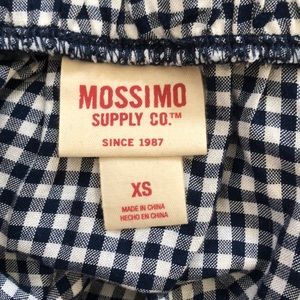 MOSSIMO
SUPPLY CO.™
SINCE 1987
XS
MADE IN CHINA
HECHO EN CHINA